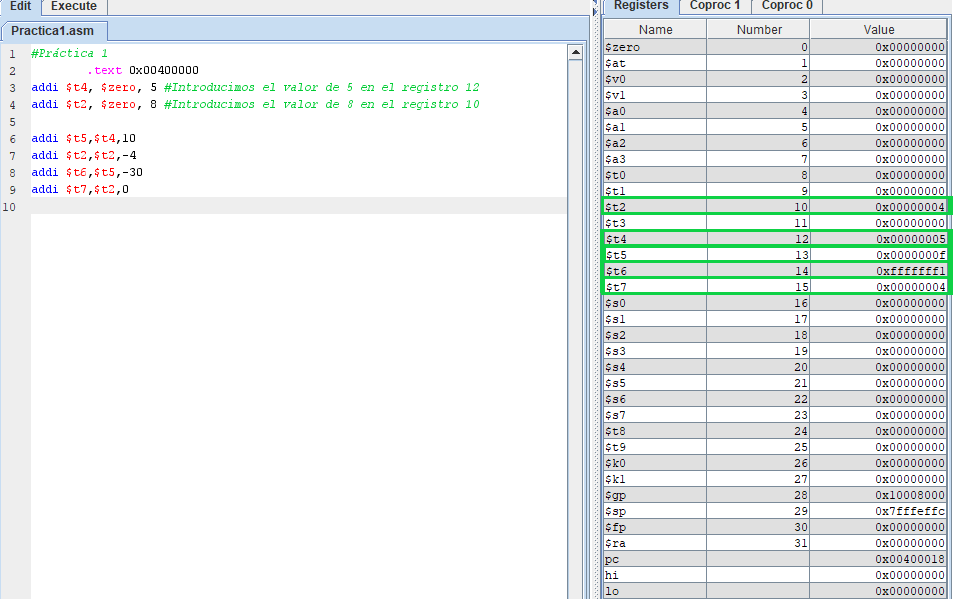 Edit Execute
Practica1.asm
1 #Práctica 1
2 .text 0x00400000
3 addi $t4, $zero, 5 #Introducimos el valor de 5 en el registro 12
4 addi $t2, $zero, 8 #Introducimos el valor de 8 en el registro 10
5
6 addi $t5,$t4,10
7 addi $t2,$t2,-4
8 addi $t6,$t5,-30
9 addi $t7,$t2,0
10
Registers Coproc 1 Coproc 0
Name Number Value
$zero 0 0x00000000
$at 1 0x00000000
$v0 2 0x00000000
$v1 3 0x00000000
$a0 4 0x00000000
$a1 5 0x00000000
$a2 6 0x00000000
$a3 7 0x00000000
$t0 8 0x00000000
$t1 9 0x00000000
$t2 10 0x00000004
$t3 11 0x00000000
$t4 12 0x00000005
$t5 13 0x0000000f
$t6 14 0xfffffff1
$t7 15 0x00000004
$s0 16 0x00000000
$s1 17 0x00000000
$s2 18 0x00000000
$s3 19 0x00000000
$s4 20 0x00000000
$s5 21 0x00000000
$s6 22 0x00000000
$s7 23 0x00000000
$t8 24 0x00000000
$t9 25 0x00000000
$k0 26 0x00000000
$k1 27 0x00000000
$gp 28 0x10008000
$sp 29 0x7fffeffc
$fp 30 0x00000000
$ra 31 0x00000000
pc 0x00400018
hi 0x00000000
lo 0x00000000